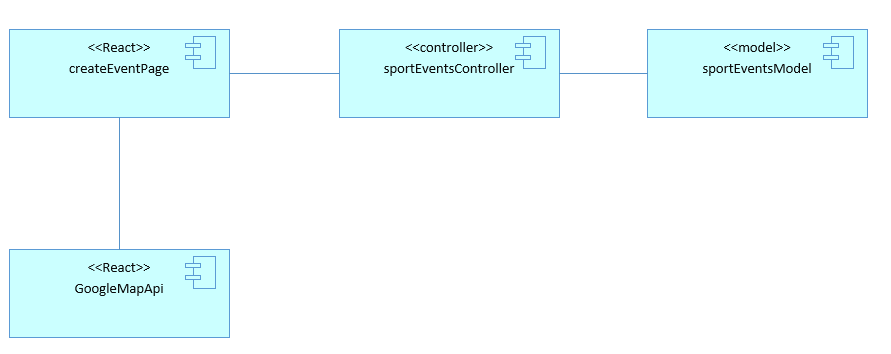 <<React>>
createEventPage
<<controller>>
sportEventsController
<<model>>
sportEventsModel
<<React>>
GoogleMapApi